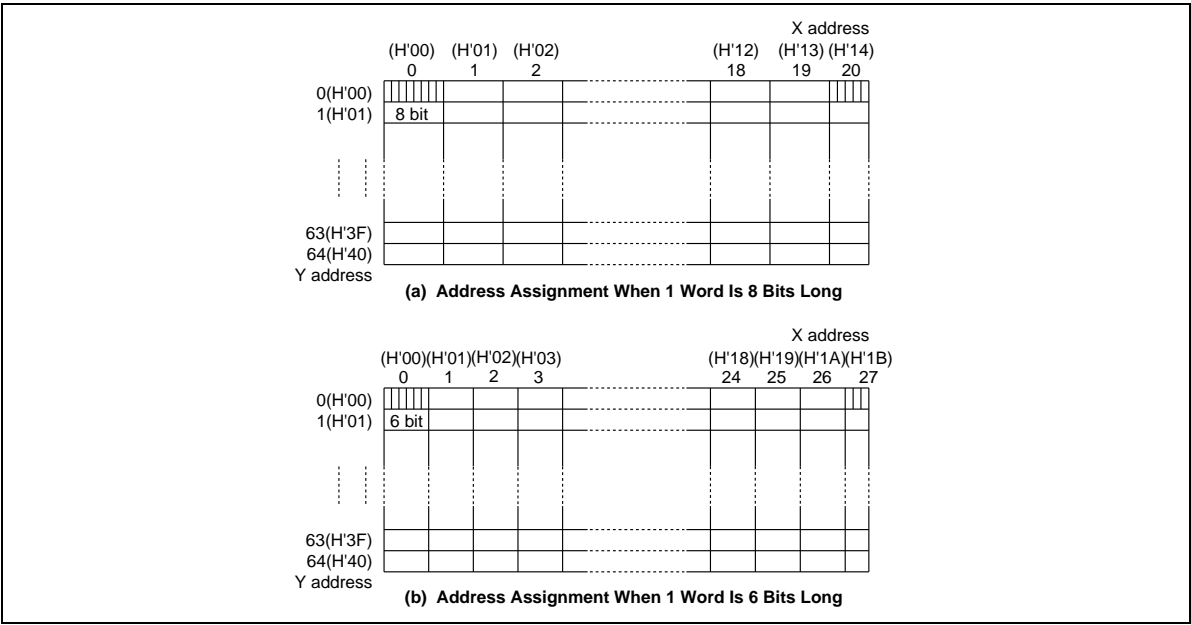 X address
(H'00) (H'01) (H'02) (H'12) (H'13) (H'14)
0 1 2 18 19 20
0(H'00)
1(H'01) 8 bit
63(H'3F)
64(H'40)
Y address
(a) Address Assignment When 1 Word Is 8 Bits Long
X address
(H'00)(H'01)(H'02)(H'03) (H'18)(H'19)(H'1A)(H'1B)
0 1 2 3 24 25 26 27
0(H'00)
1(H'01) 6 bit
63(H'3F)
64(H'40)
Y address
(b) Address Assignment When 1 Word Is 6 Bits Long